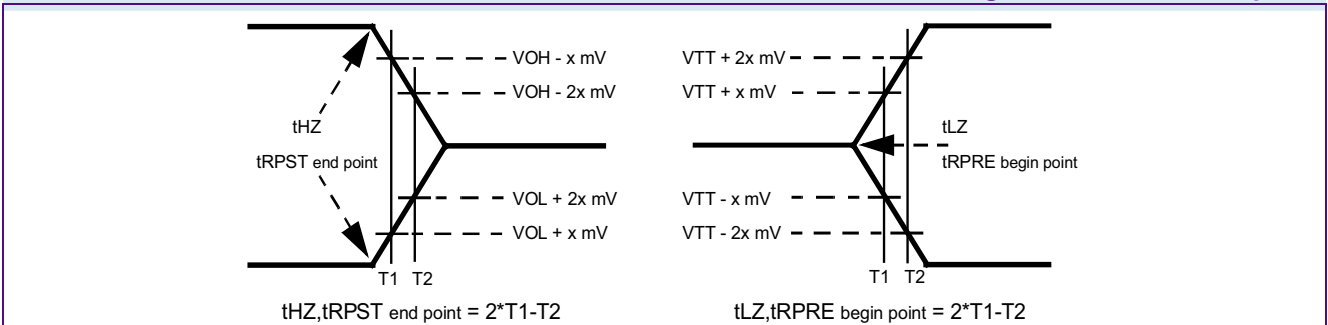 VOH - x mV
VOH - 2x mV
tHZ
tRPST end point
VOL + 2x mV
VOL + x mV
T1 T2
tHZ,tRPST end point = 2*T1-T2
VTT + 2x mV
VTT + x mV
tLZ
tRPRE begin point
VTT - x mV
VTT - 2x mV
T1 T2
tLZ,tRPRE begin point = 2*T1-T2